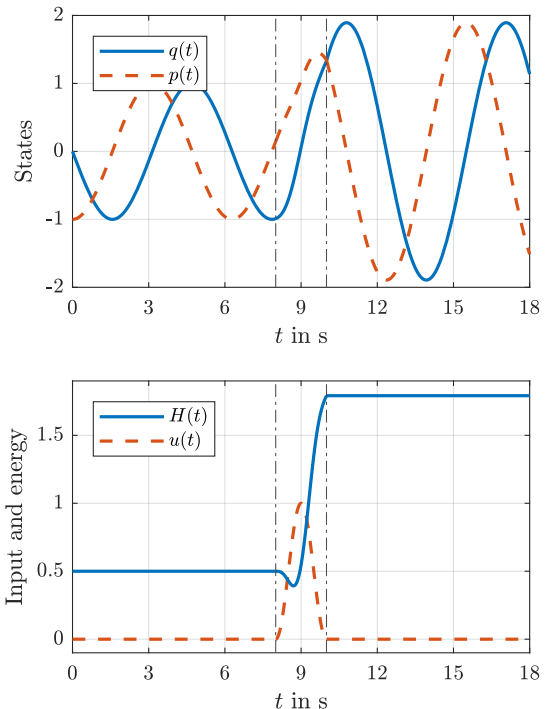 2
1
0
-1
-2
States
q(t)
p(t)
0 3 6 9 12 15 18
t in s
1.5
1
0.5
0
Input and energy
H(t)
u(t)
0 3 6 9 12 15 18
t in s